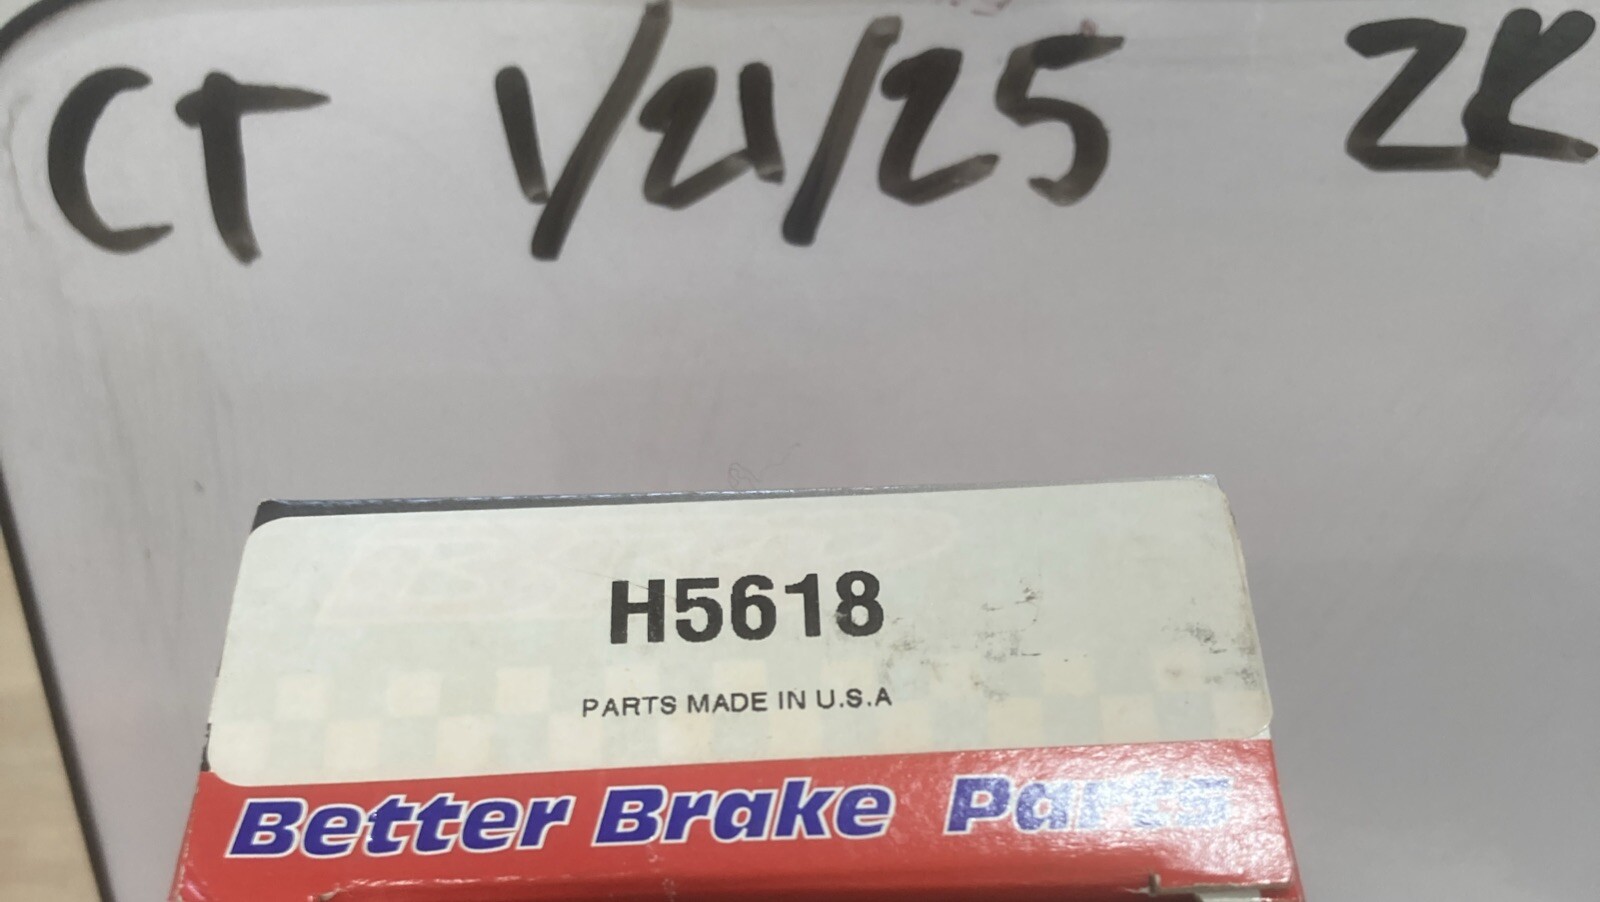 CT 1/21/25 ZK
H5618
PARTS MADE IN U.S.A
Better Brake Parts